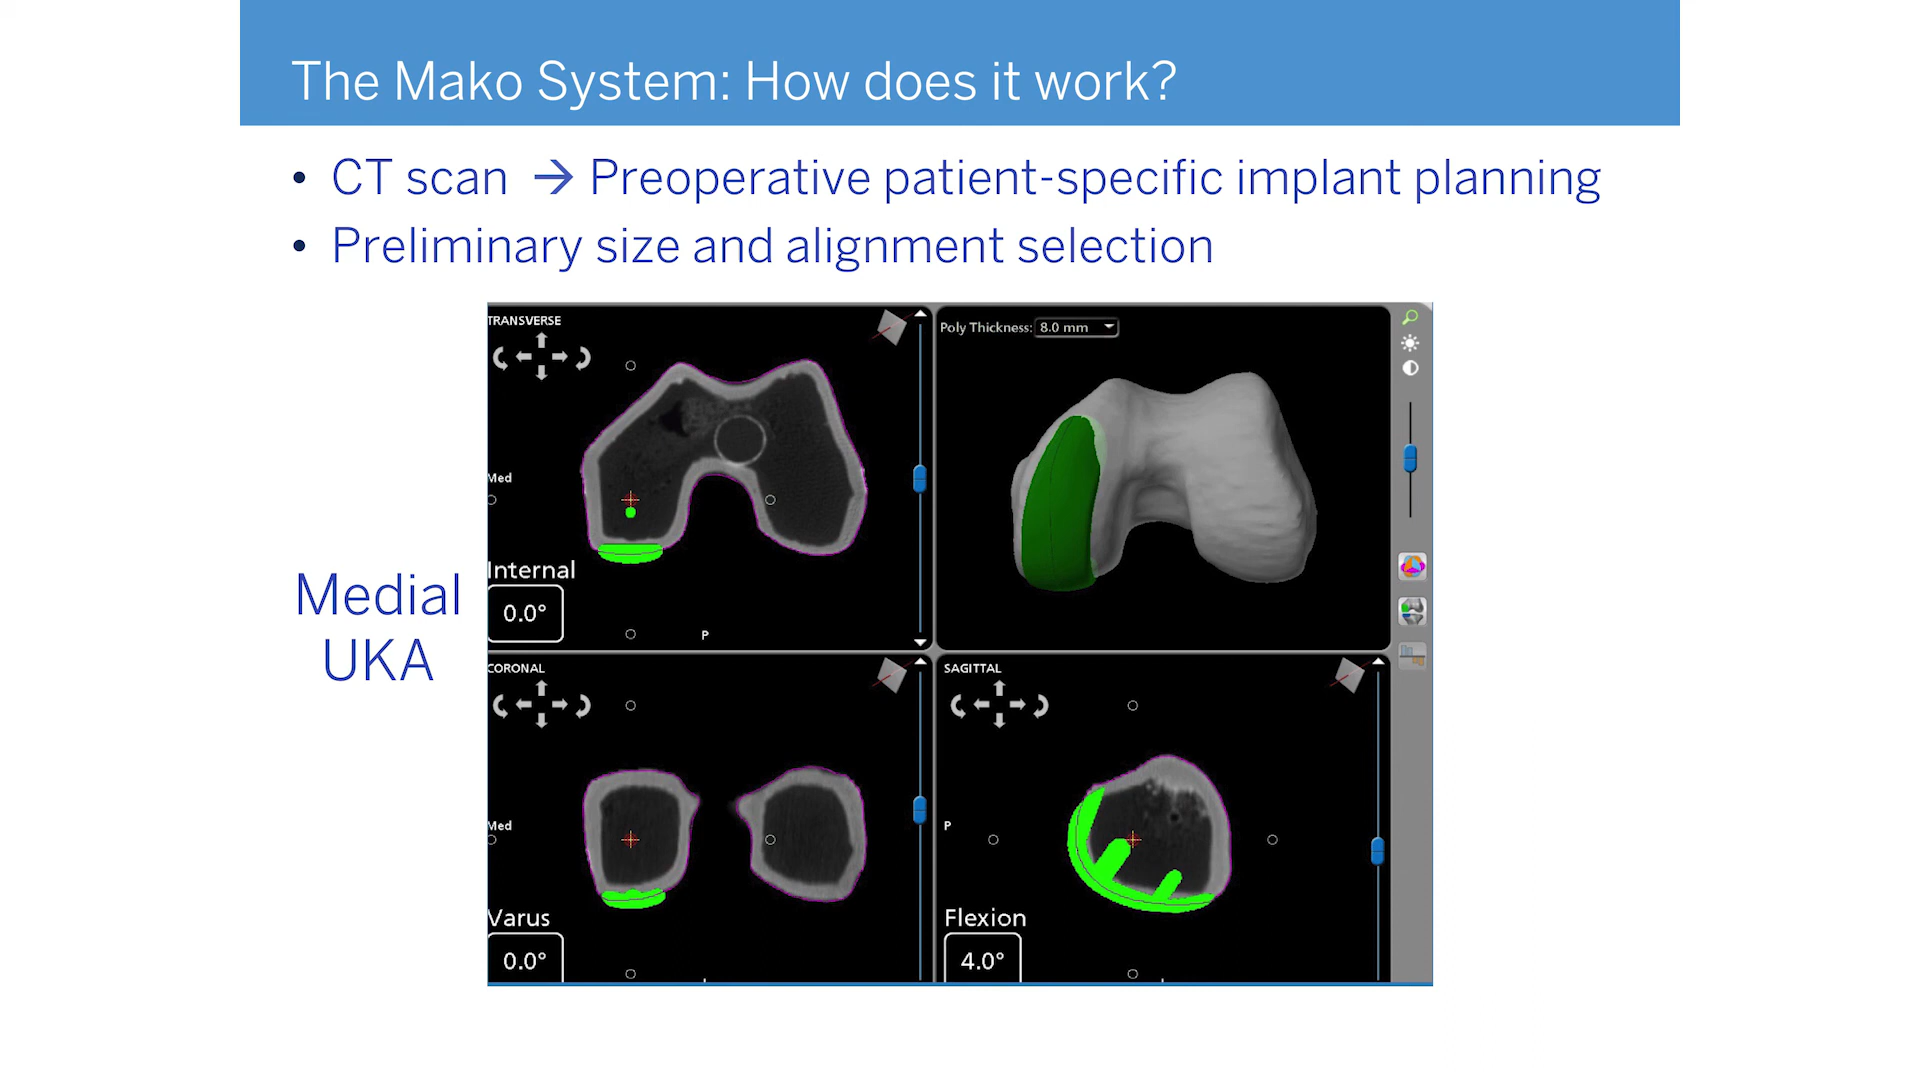 The Mako System: How does it work?
• CT scan → Preoperative patient-specific implant planning
• Preliminary size and alignment selection
Medial
UKA
TRANSVERSE
Med
Internal
0.0°
P
Poly Thickness: 8.0 mm
CORONAL
Med
Varus
0.0°
SAGITTAL
P
Flexion
4.0°